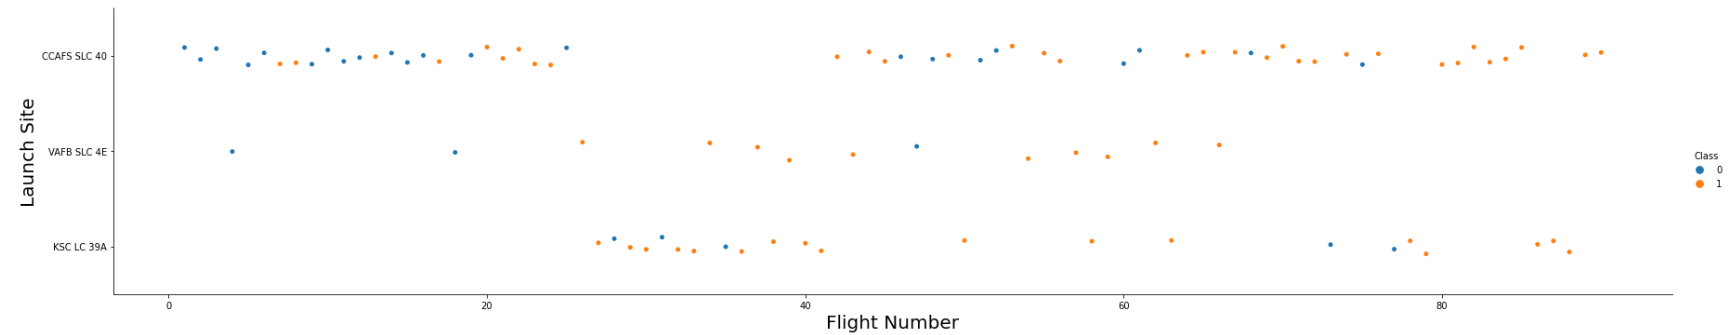 CCAFS SLC 40
VAFB SLC 4E
KSC LC 39A
Launch Site
0 20 40 60 80
Flight Number
Class
0
1